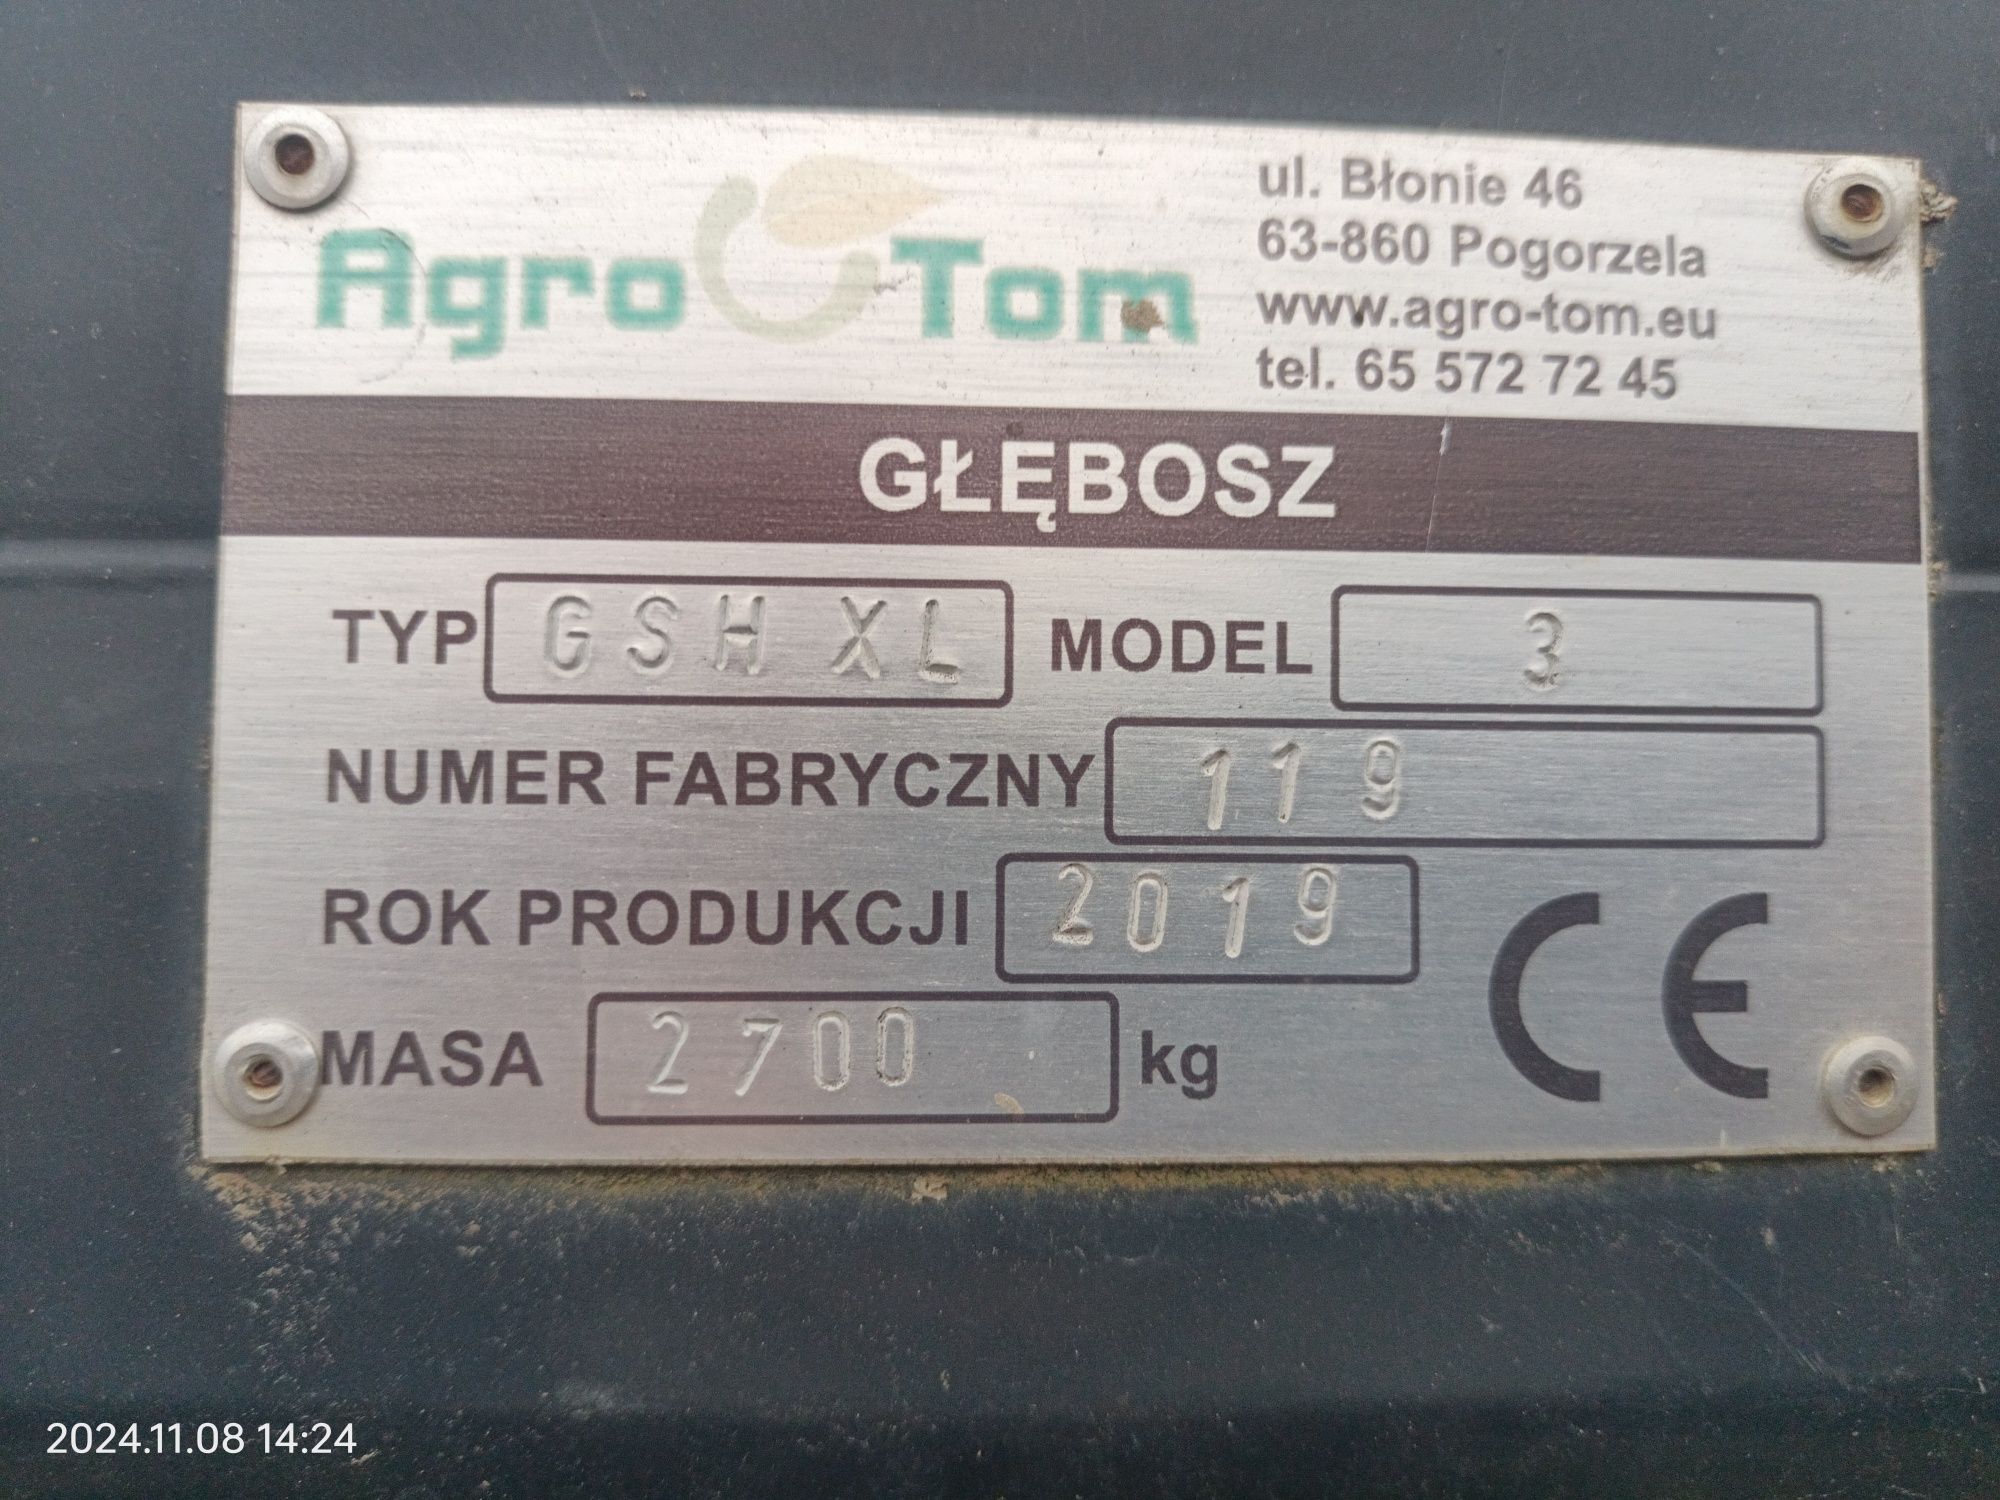 Agro Tom
ul. Błonie 46
63-860 Pogorzela
www.agro-tom.eu
tel. 65 572 72 45
GŁĘBOSZ
TYP GSH XL MODEL 3
NUMER FABRYCZNY 119
ROK PRODUKCJI 2019
MASA 2700 kg
CE
2024.11.08 14:24